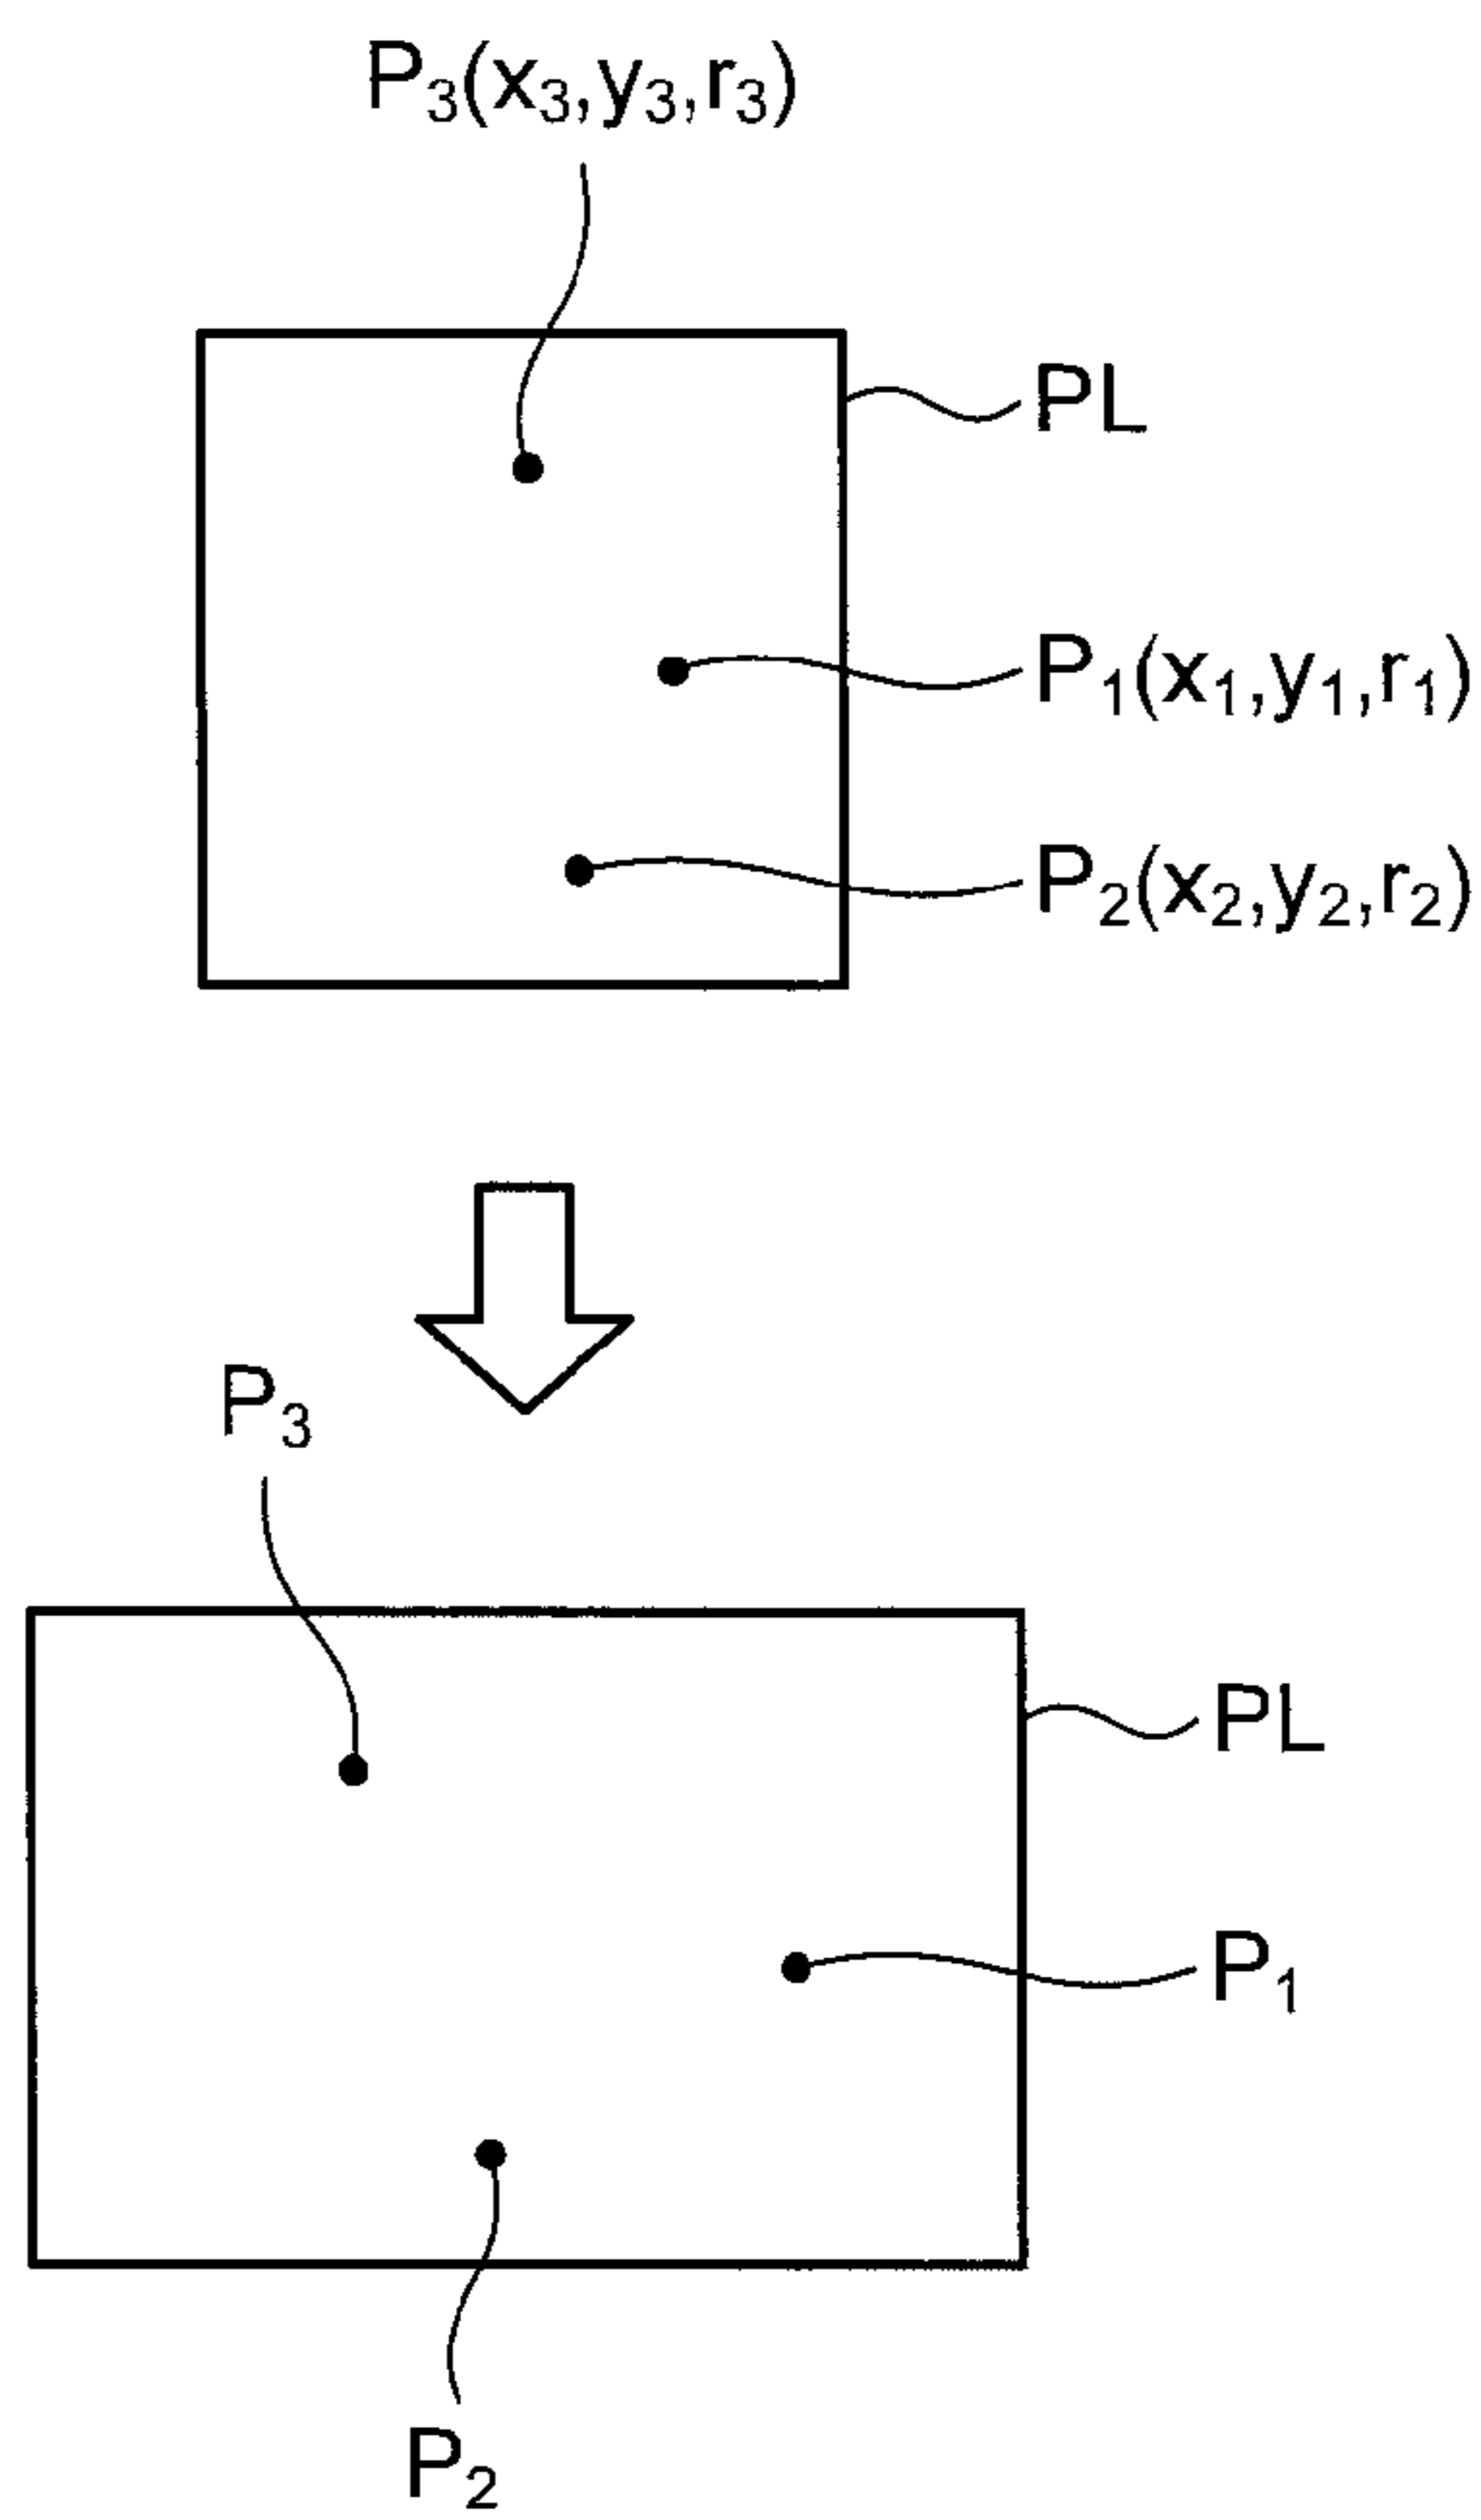 P3(x3,y3,r3)
PL
P1(x1,y1,r1)
P2(x2,y2,r2)
P3
PL
P1
P2